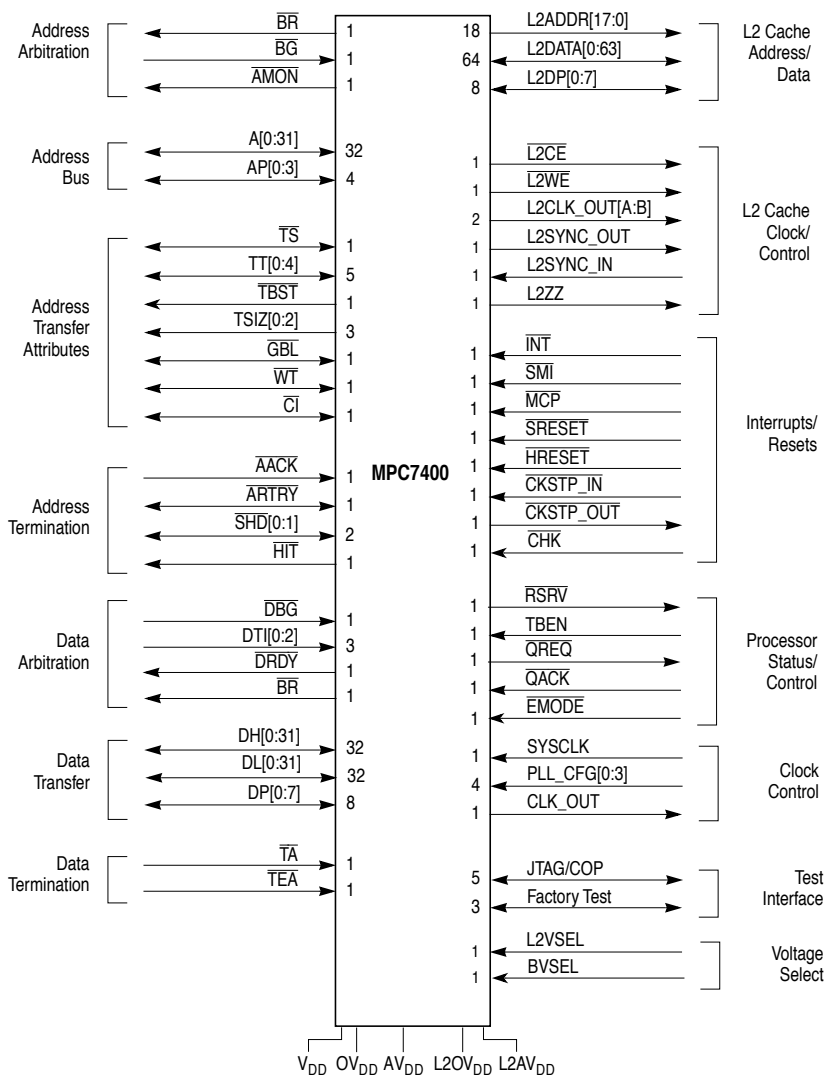 Address
Arbitration
BR 1
BG 1
AMON 1
Address
Bus
A[0:31] 32
AP[0:3] 4
Address
Transfer
Attributes
TS 1
TT[0:4] 5
TBST 1
TSIZ[0:2] 3
GBL 1
WT 1
CI 1
Address
Termination
AACK 1
ARTRY 1
SHD[0:1] 2
HIT 1
Data
Arbitration
DBG 1
DTI[0:2] 3
DRDY 1
BR 1
Data
Transfer
DH[0:31] 32
DL[0:31] 32
DP[0:7] 8
Data
Termination
TA 1
TEA 1
MPC7400
18 L2ADDR[17:0]
64 L2DATA[0:63]
8 L2DP[0:7]
L2 Cache
Address/
Data
1 L2CE
1 L2WE
2 L2CLK_OUT[A:B]
1 L2SYNC_OUT
1 L2SYNC_IN
1 L2ZZ
L2 Cache
Clock/
Control
1 INT
1 SMI
1 MCP
1 SRESET
1 HRESET
1 CKSTP_IN
1 CKSTP_OUT
1 CHK
Interrupts/
Resets
1 RSRV
1 TBEN
1 QREQ
1 QACK
1 EMODE
Processor
Status/
Control
1 SYSCLK
4 PLL_CFG[0:3]
1 CLK_OUT
Clock
Control
5 JTAG/COP
3 Factory Test
Test
Interface
1 L2VSEL
1 BVSEL
Voltage
Select
VDD OVDD AVDD L2OVDD L2AVDD